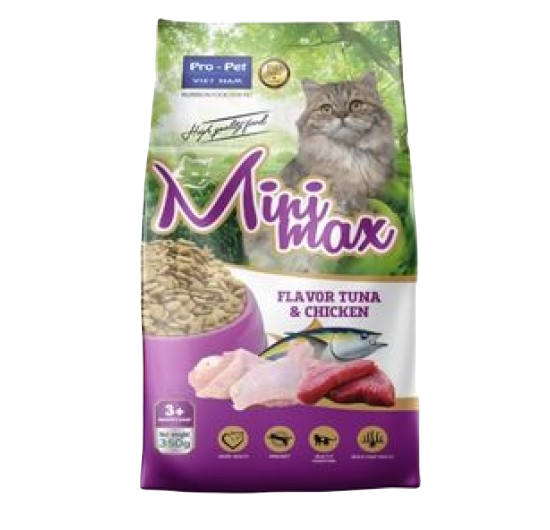 Pro - Pet
VIET NAM
High quality food
Mini
max
FLAVOR TUNA
& CHICKEN
3+
Net weight:
350g